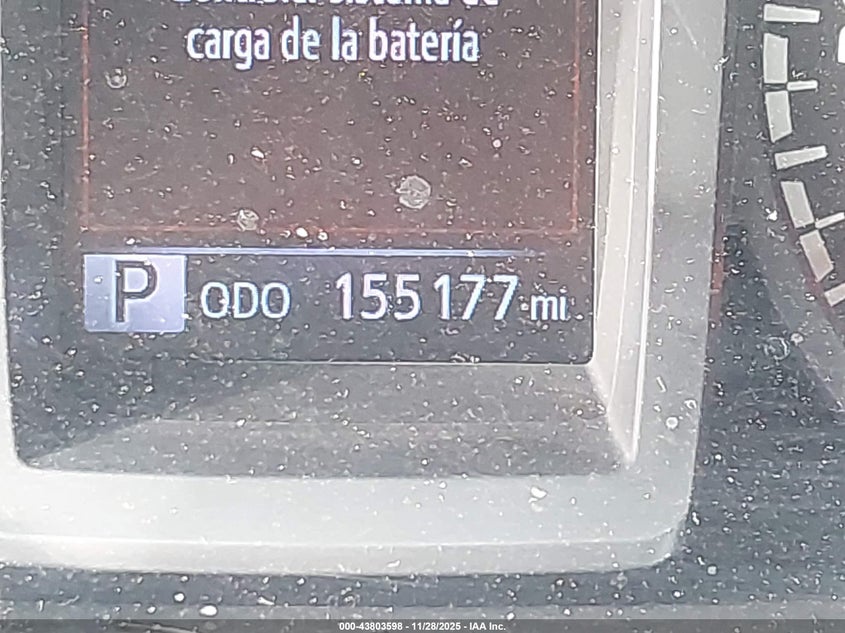 carga de la batería
P ODO 155177 mi
000-43803598 - 11/28/2025 - IAA Inc.